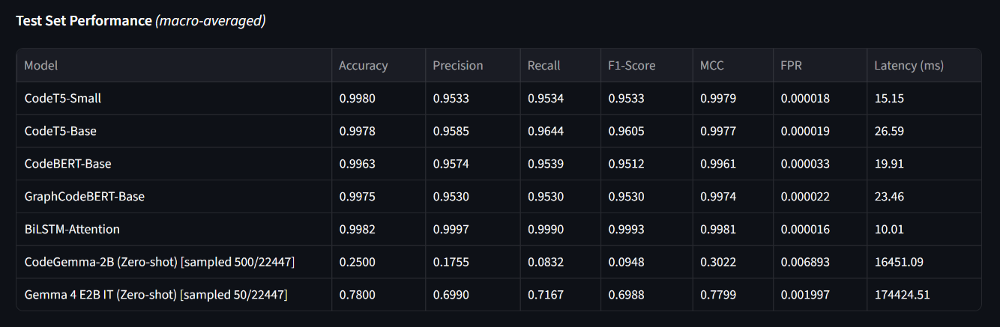 Test Set Performance (macro-averaged)
Model Accuracy Precision Recall F1-Score MCC FPR Latency (ms)
CodeT5-Small 0.9980 0.9533 0.9534 0.9533 0.9979 0.000018 15.15
CodeT5-Base 0.9978 0.9585 0.9644 0.9605 0.9977 0.000019 26.59
CodeBERT-Base 0.9963 0.9574 0.9539 0.9512 0.9961 0.000033 19.91
GraphCodeBERT-Base 0.9975 0.9530 0.9530 0.9530 0.9974 0.000022 23.46
BiLSTM-Attention 0.9982 0.9997 0.9990 0.9993 0.9981 0.000016 10.01
CodeGemma-2B (Zero-shot) [sampled 500/22447] 0.2500 0.1755 0.0832 0.0948 0.3022 0.006893 16451.09
Gemma 4 E2B IT (Zero-shot) [sampled 50/22447] 0.7800 0.6990 0.7167 0.6988 0.7799 0.001997 174424.51